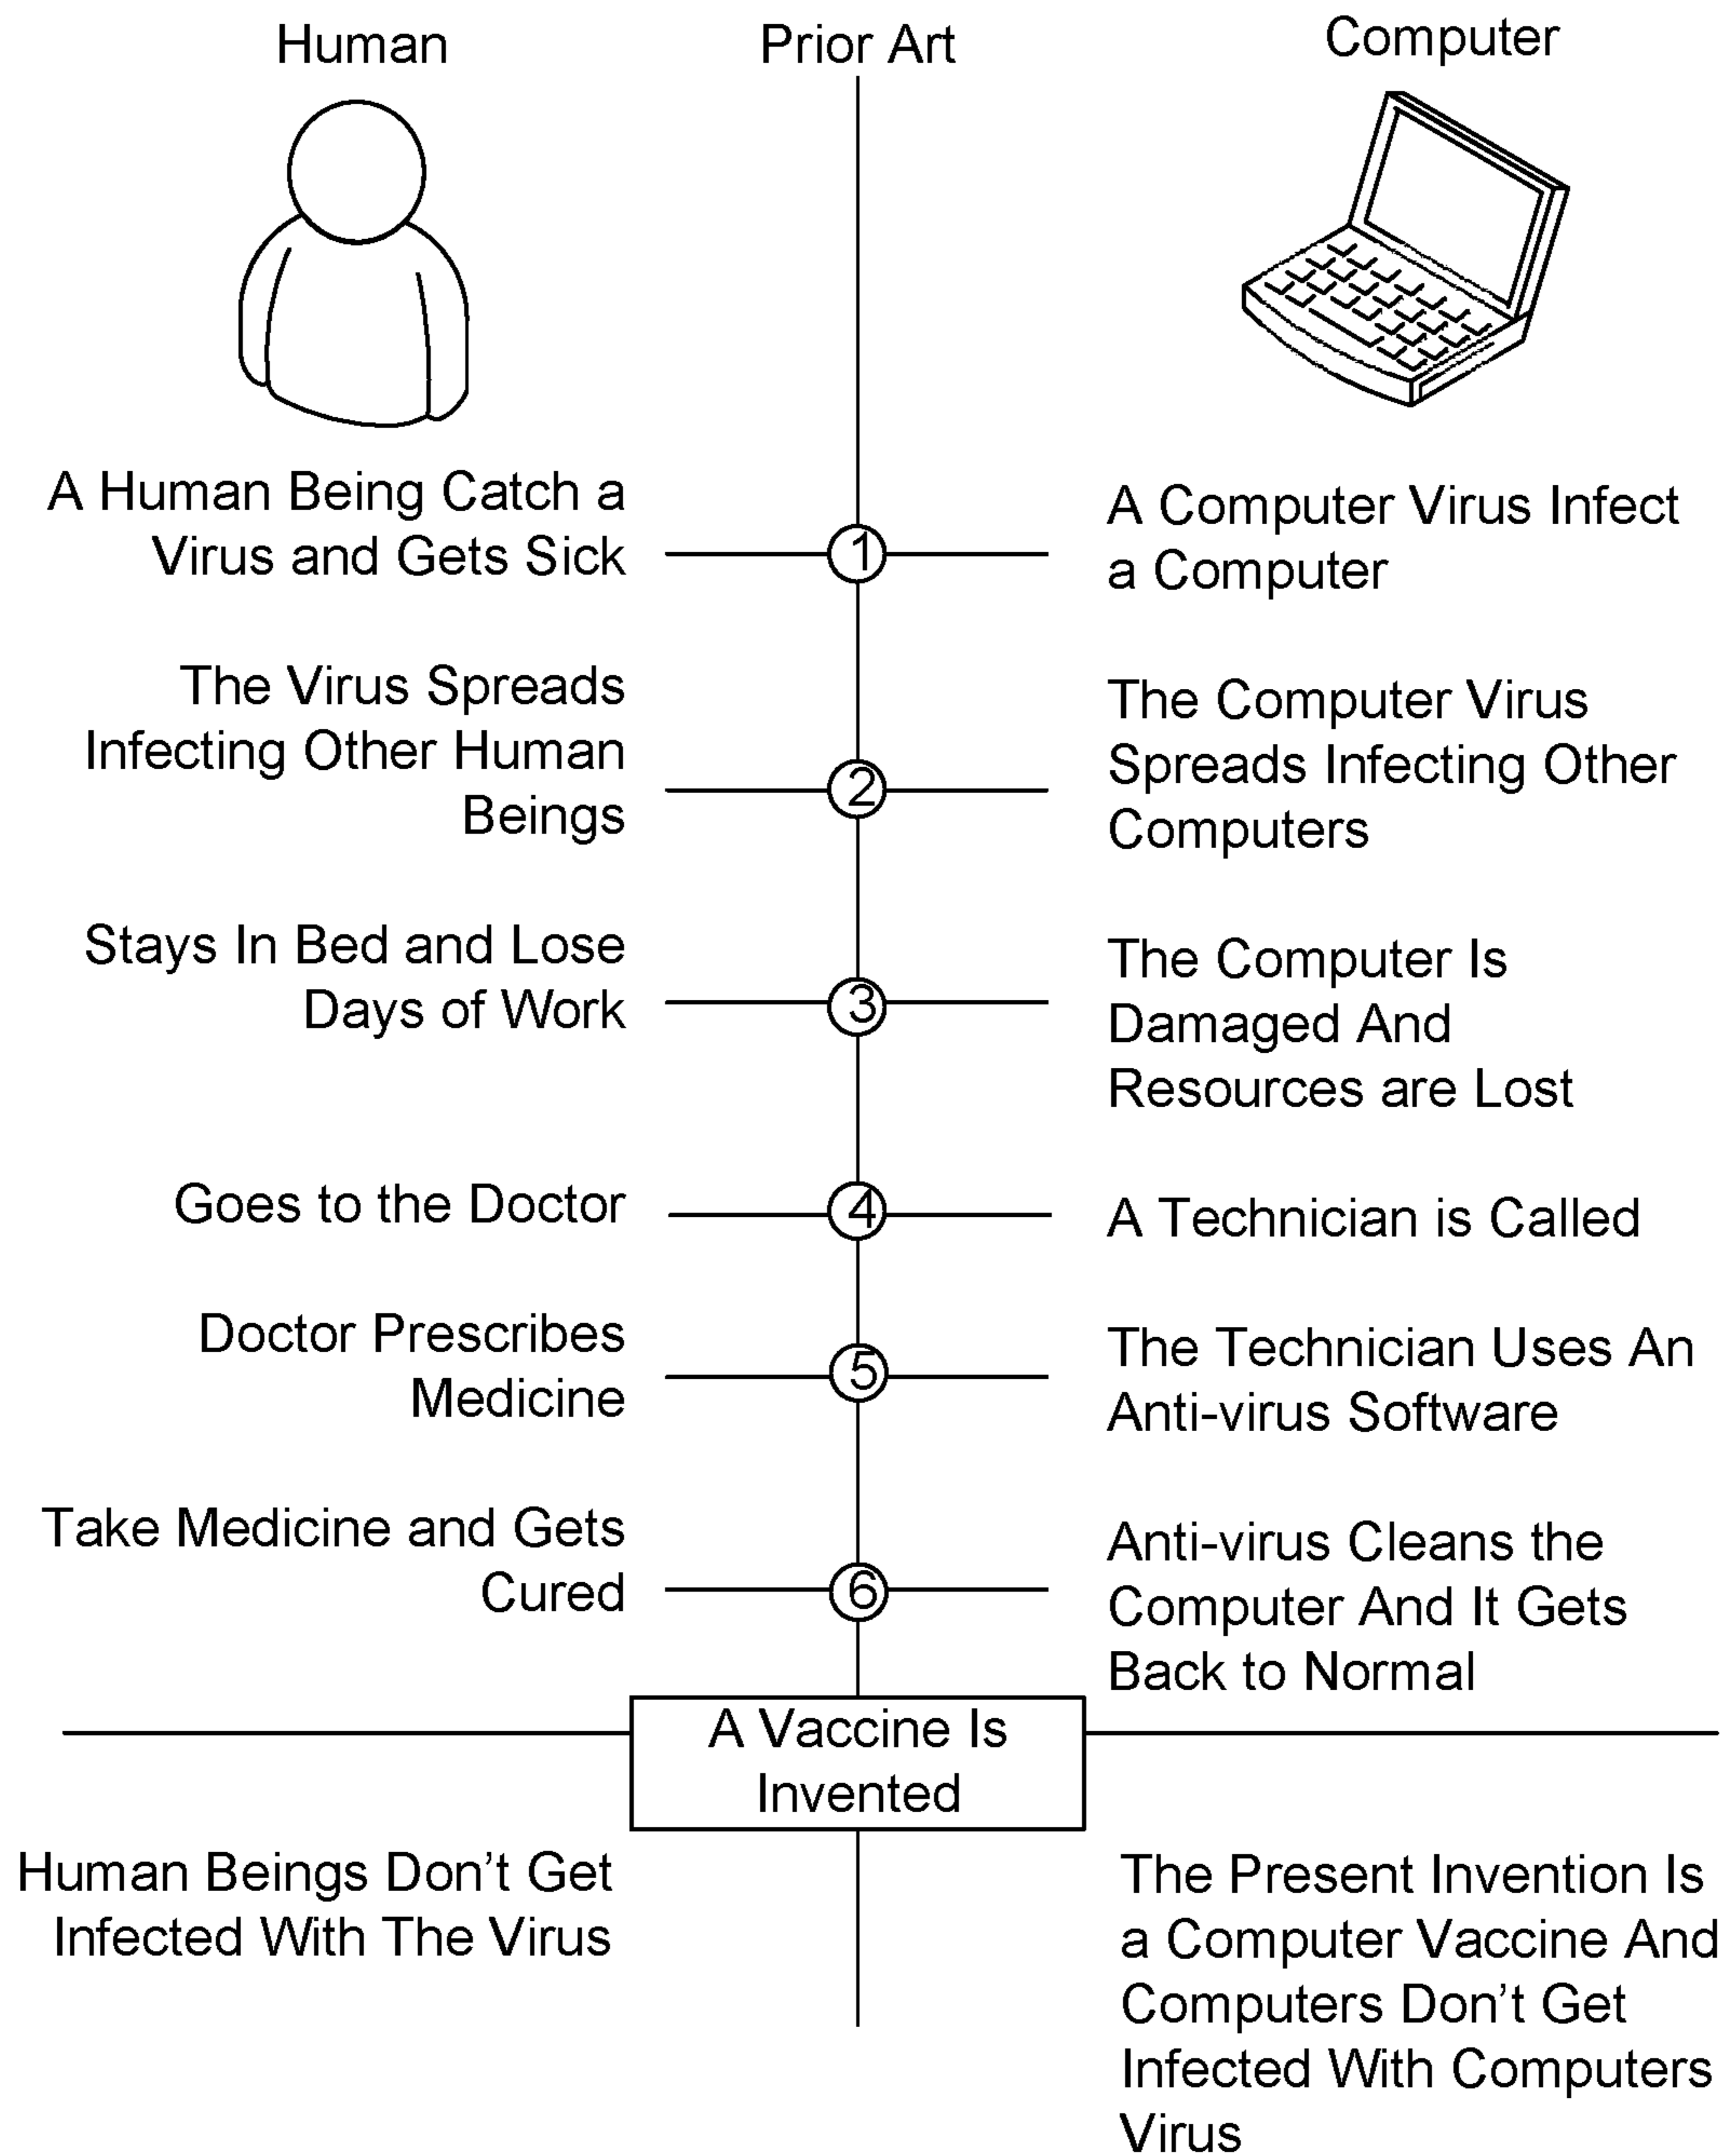 Human
Prior Art
Computer
A Human Being Catch a
Virus and Gets Sick
1
A Computer Virus Infect
a Computer
The Virus Spreads
Infecting Other Human
Beings
2
The Computer Virus
Spreads Infecting Other
Computers
Stays In Bed and Lose
Days of Work
3
The Computer Is
Damaged And
Resources are Lost
Goes to the Doctor
4
A Technician is Called
Doctor Prescribes
Medicine
5
The Technician Uses An
Anti-virus Software
Take Medicine and Gets
Cured
6
Anti-virus Cleans the
Computer And It Gets
Back to Normal
A Vaccine Is
Invented
Human Beings Don't Get
Infected With The Virus
The Present Invention Is
a Computer Vaccine And
Computers Don't Get
Infected With Computers
Virus